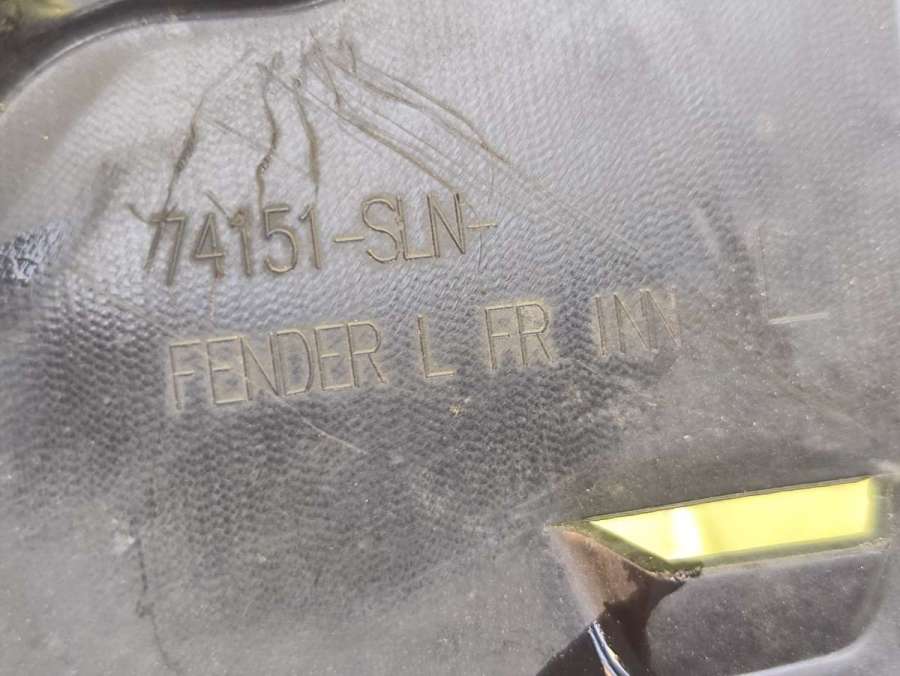 74151-SLN-
FENDER L FR INN